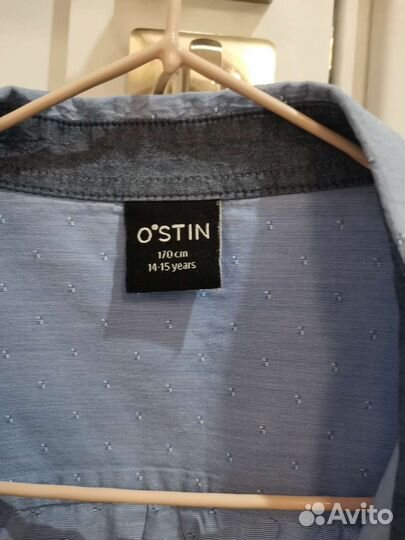 O'STIN
170 cm
14-15 years
Avito